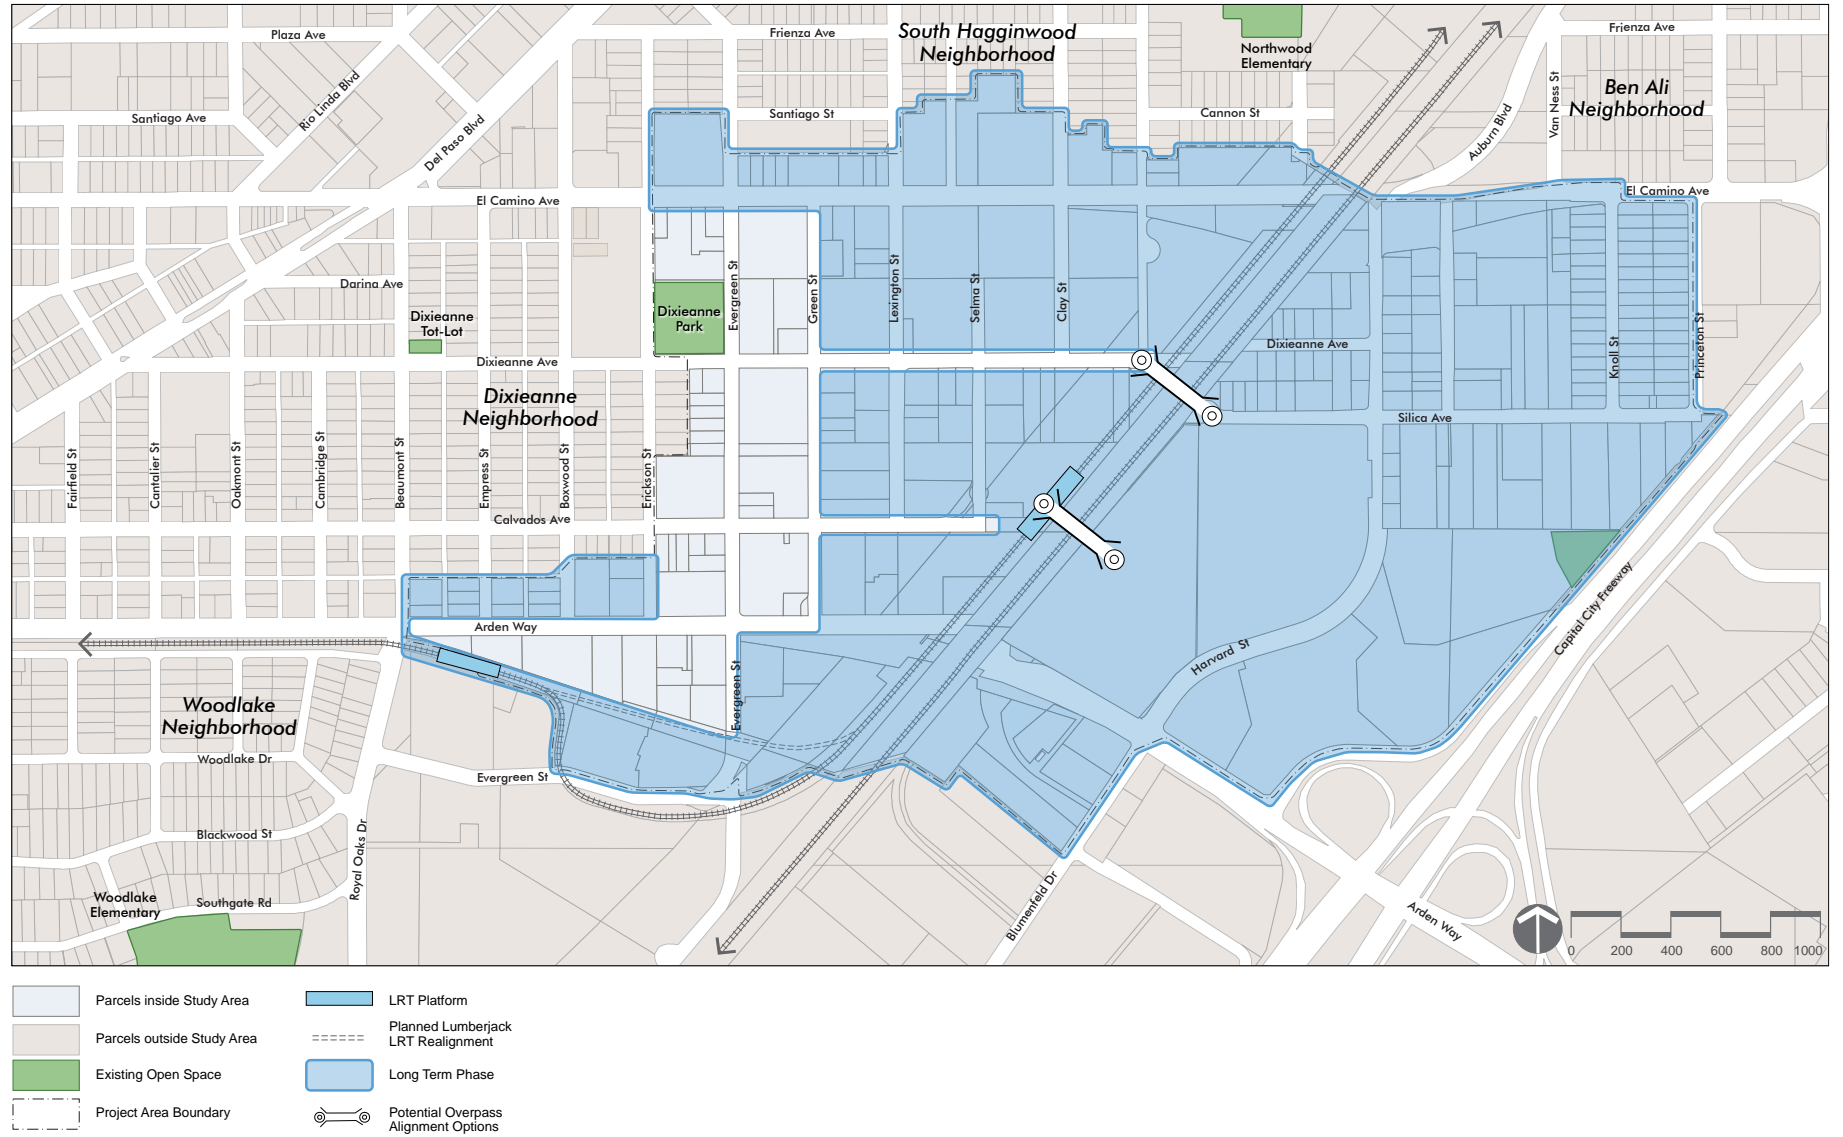 Plaza Ave
Frienza Ave
South Hagginwood
Neighborhood
Northwood
Elementary
Frienza Ave
Ben Ali
Neighborhood
Van Ness St
Rio Linda Blvd
Santiago Ave
Del Paso Blvd
Santiago St
Cannon St
Auburn Blvd
El Camino Ave
El Camino Ave
Darina Ave
Dixieanne
Tot-Lot
Dixieanne
Park
Evergreen St
Green St
Lexington St
Selma St
Clay St
Dixieanne Ave
Knoll St
Princeton St
Dixieanne Ave
Dixieanne
Neighborhood
Silica Ave
Fairfield St
Cantalier St
Oakmont St
Cambridge St
Beaumont St
Empress St
Boxwood St
Erickson St
Calvados Ave
Capital City Freeway
Arden Way
Harvard St
Evergreen St
Woodlake
Neighborhood
Woodlake Dr
Evergreen St
Blackwood St
Royal Oaks Dr
Woodlake
Elementary
Southgate Rd
Blumenfeld Dr
Arden Way
0 200 400 600 800 1000
Parcels inside Study Area
Parcels outside Study Area
Existing Open Space
Project Area Boundary
LRT Platform
Planned Lumberjack
LRT Realignment
Long Term Phase
Potential Overpass
Alignment Options